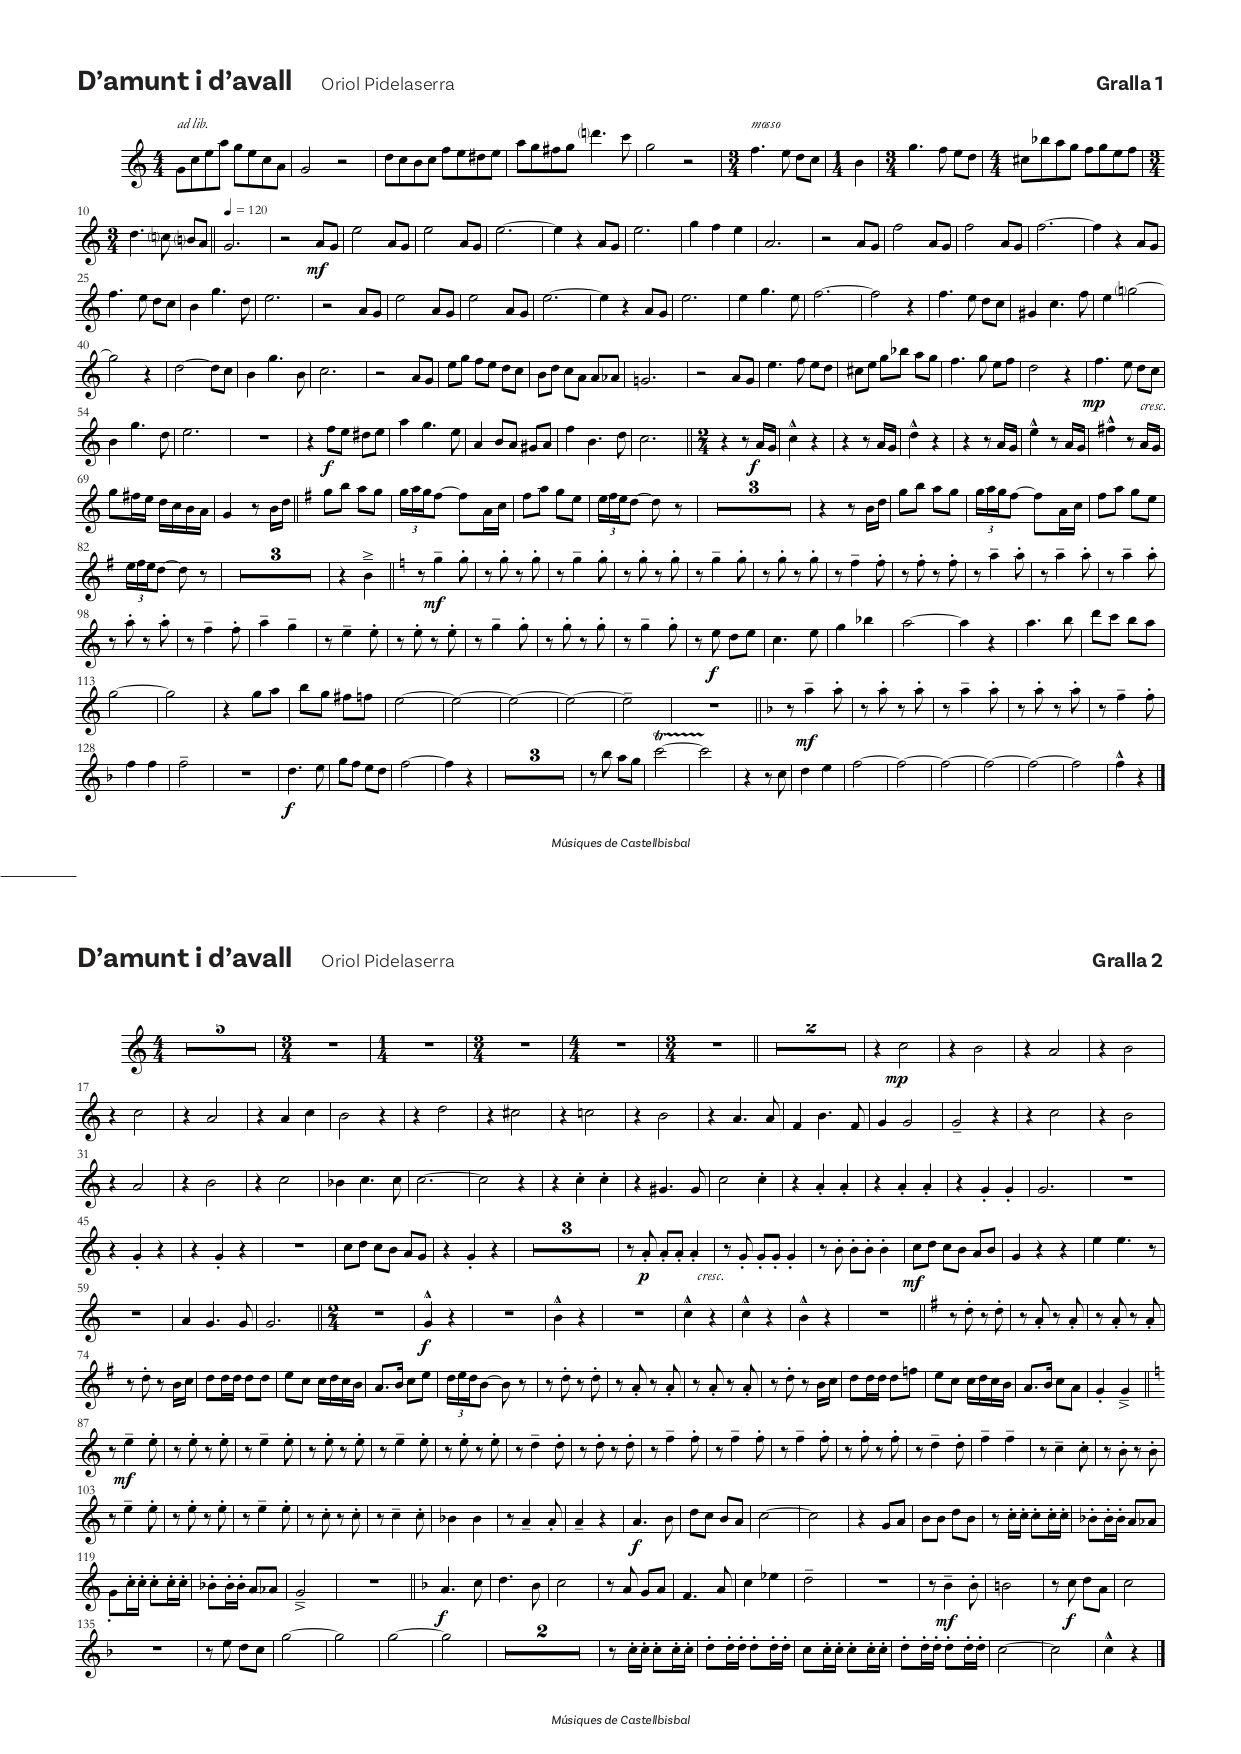 D’amunt i d’avall Oriol Pidelaserra Gralla 1
ad lib. mosso
10 = 120
mf
25
40
mp cresc.
54
f f
69 3
3 3 3
82 3
3 mf
98
f
113
mf
tr
128 3
f
Músiques de Castellbisbal
D’amunt i d’avall Oriol Pidelaserra Gralla 2
5 2
mp
17
31
45 3
p cresc. mf
59
f
74
3
87
mf
103
f
119
f mf f
135 2
Músiques de Castellbisbal